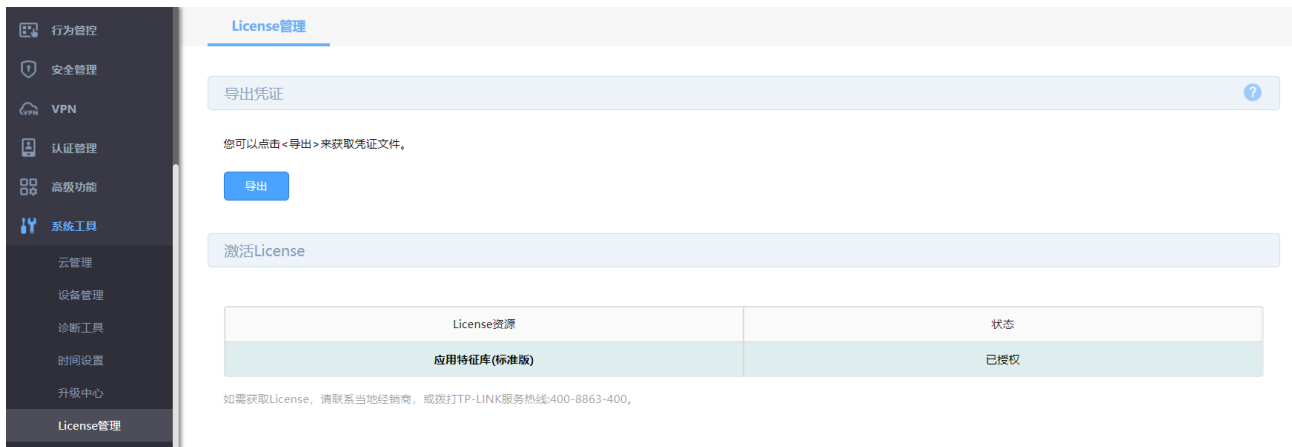 行为管控
安全管理
VPN
VPN
认证管理
高级功能
系统工具
云管理
设备管理
诊断工具
时间设置
升级中心
License管理
License管理
导出凭证
?
您可以点击<导出>来获取凭证文件。
导出
激活License
License资源 状态
应用特征库(标准版) 已授权
如需获取License，请联系当地经销商，或拨打TP-LINK服务热线:400-8863-400。